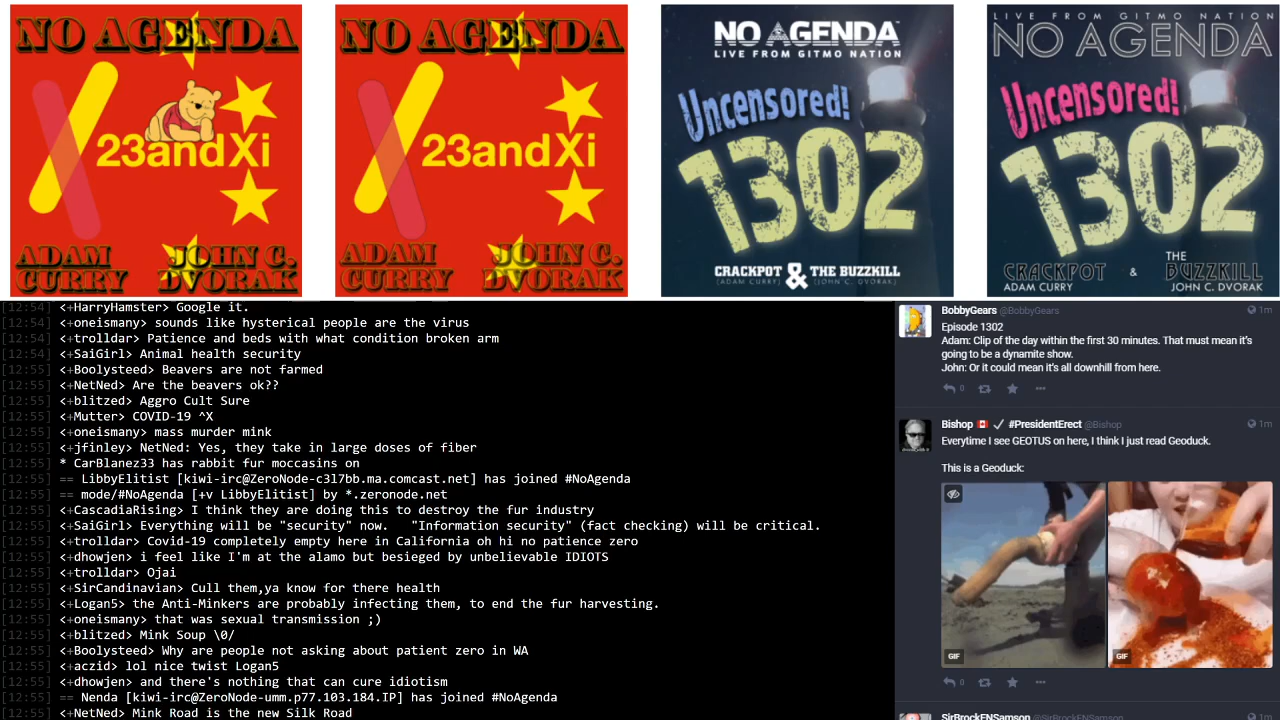 NO AGENDA
23andXi
ADAM CURRY
JOHN C. DVORAK
NO AGENDA
23andXi
ADAM CURRY
JOHN C. DVORAK
NO AGENDA™
LIVE FROM GITMO NATION
Uncensored!
1302
CRACKPOT & THE BUZZKILL
[ADAM CURRY] [JOHN C. DVORAK]
LIVE FROM GITMO NATION
NO AGENDA
Uncensored!
1302
CRACKPOT & THE BUZZKILL
ADAM CURRY JOHN C. DVORAK
[12:54] <+HarryHamster> Google it.
[12:54] <+oneismany> sounds like hysterical people are the virus
[12:54] <+trolldar> Patience and beds with what condition broken arm
[12:54] <+SaiGirl> Animal health security
[12:55] <+Boolysteed> Beavers are not farmed
[12:55] <+NetNed> Are the beavers ok??
[12:55] <+blitzed> Aggro Cult Sure
[12:55] <+Mutter> COVID-19 ^X
[12:55] <+oneismany> mass murder mink
[12:55] <+jfinley> NetNed: Yes, they take in large doses of fiber
[12:55] * CarBlanez33 has rabbit fur moccasins on
[12:55] == LibbyElitist [kiwi-irc@ZeroNode-c3l7bb.ma.comcast.net] has joined #NoAgenda
[12:55] == mode/#NoAgenda [+v LibbyElitist] by *.zeronode.net
[12:55] <+CascadiaRising> I think they are doing this to destroy the fur industry
[12:55] <+SaiGirl> Everything will be "security" now.   "Information security" (fact checking) will be critical.
[12:55] <+trolldar> Covid-19 completely empty here in California oh hi no patience zero
[12:55] <+dhowjen> i feel like I'm at the alamo but besieged by unbelievable IDIOTS
[12:55] <+trolldar> Ojai
[12:55] <+SirCandinavian> Cull them,ya know for there health
[12:55] <+Logan5> the Anti-Minkers are probably infecting them, to end the fur harvesting.
[12:55] <+oneismany> that was sexual transmission ;)
[12:55] <+blitzed> Mink Soup \0/
[12:55] <+Boolysteed> Why are people not asking about patient zero in WA
[12:55] <+aczid> lol nice twist Logan5
[12:55] <+dhowjen> and there's nothing that can cure idiotism
[12:55] == Nenda [kiwi-irc@ZeroNode-umm.p77.103.184.IP] has joined #NoAgenda
[12:55] <+NetNed> Mink Road is the new Silk Road
BobbyGears @BobbyGears 1m
Episode 1302
Adam: Clip of the day within the first 30 minutes. That must mean it's
going to be a dynamite show.
John: Or it could mean it's all downhill from here.
0
Bishop #PresidentErect @Bishop 1m
Everytime I see GEOTUS on here, I think I just read Geoduck.
This is a Geoduck:
GIF
GIF
0
SirBrockENSamson @SirBrockENSamson 1m